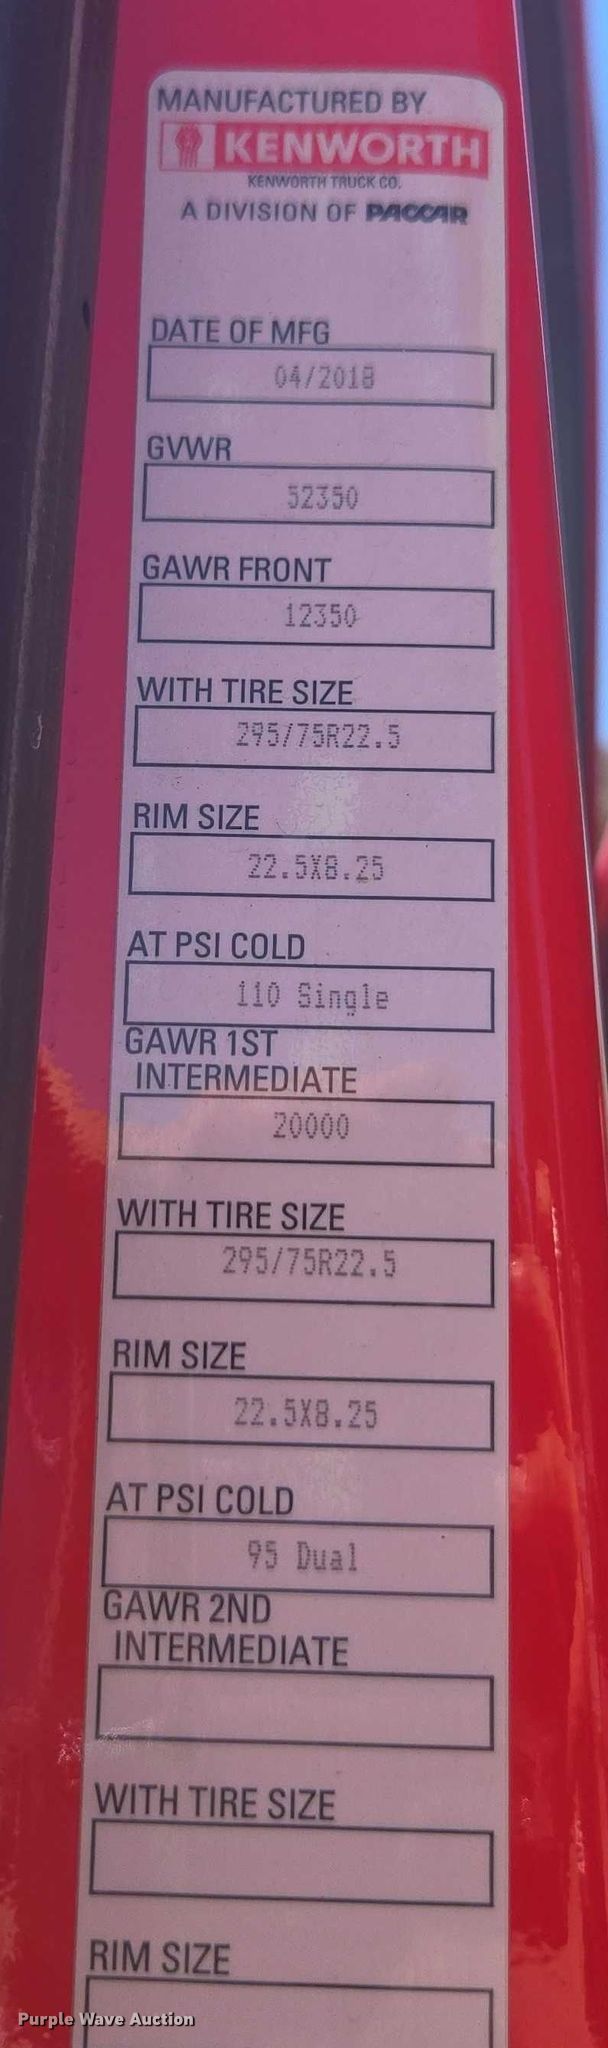 MANUFACTURED BY
KENWORTH
KENWORTH TRUCK CO.
A DIVISION OF PACCAR
DATE OF MFG
04/2018
GVWR
52350
GAWR FRONT
12350
WITH TIRE SIZE
295/75R22.5
RIM SIZE
22.5X8.25
AT PSI COLD
110 Single
GAWR 1ST
INTERMEDIATE
20000
WITH TIRE SIZE
295/75R22.5
RIM SIZE
22.5X8.25
AT PSI COLD
95 Dual
GAWR 2ND
INTERMEDIATE
WITH TIRE SIZE
RIM SIZE
Purple Wave Auction